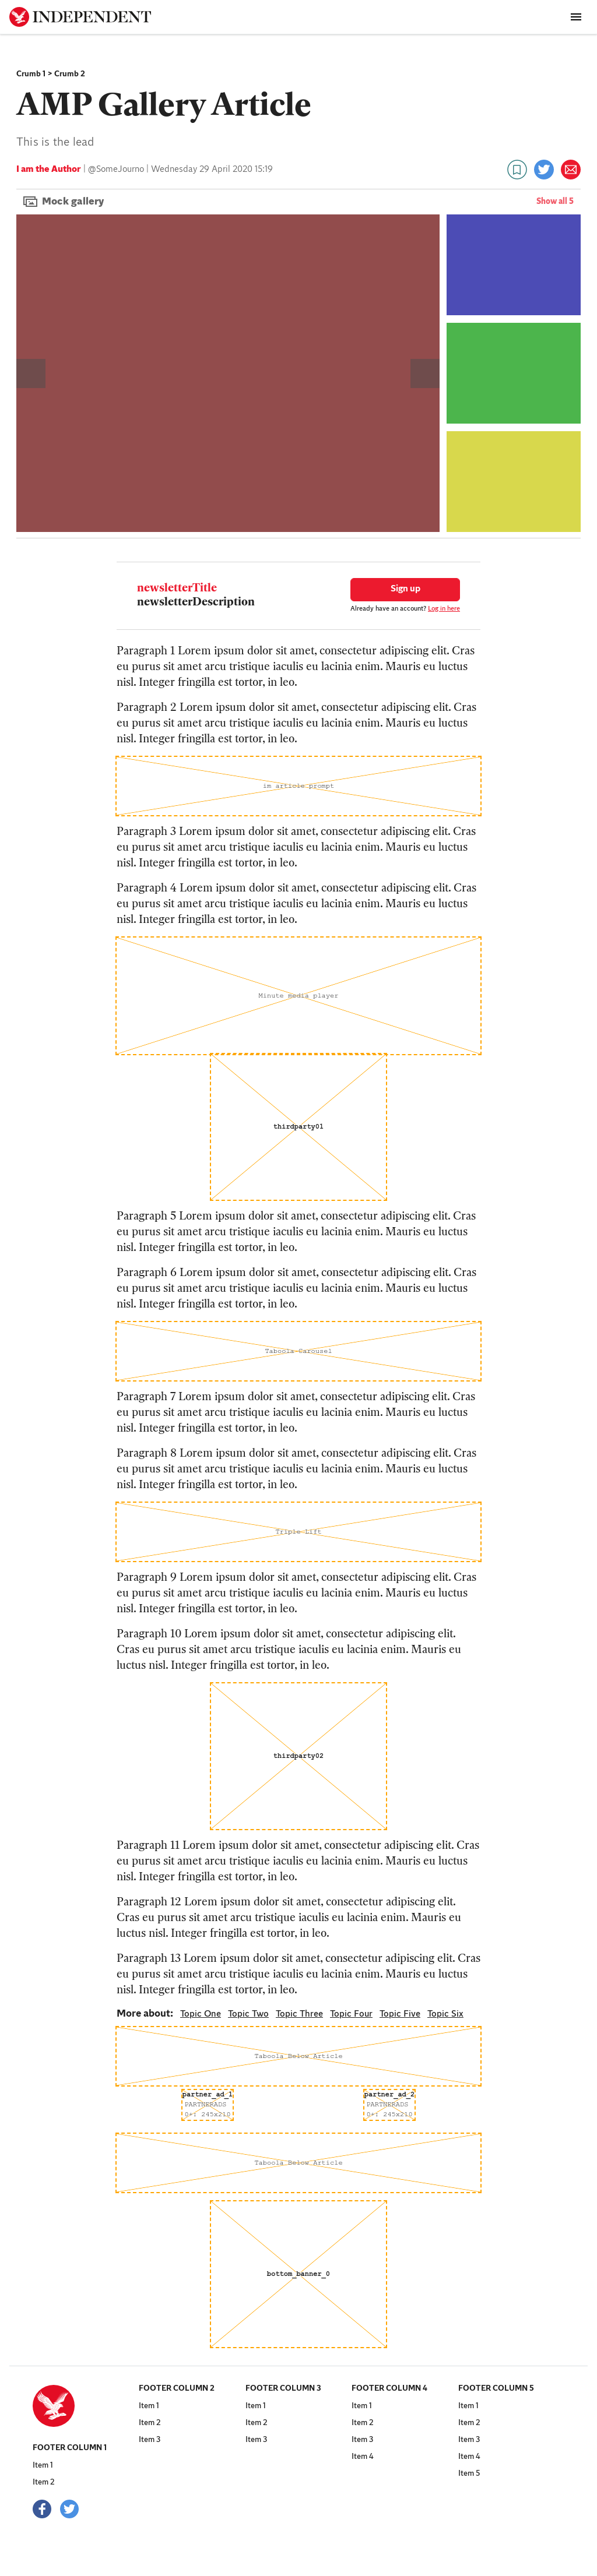 INDEPENDENT
Crumb 1 > Crumb 2
AMP Gallery Article
This is the lead
I am the Author | @SomeJourno | Wednesday 29 April 2020 15:19
Mock gallery
Show all 5
newsletterTitle
newsletterDescription
Sign up
Already have an account? Log in here
Paragraph 1 Lorem ipsum dolor sit amet, consectetur adipiscing elit. Cras
eu purus sit amet arcu tristique iaculis eu lacinia enim. Mauris eu luctus
nisl. Integer fringilla est tortor, in leo.
Paragraph 2 Lorem ipsum dolor sit amet, consectetur adipiscing elit. Cras
eu purus sit amet arcu tristique iaculis eu lacinia enim. Mauris eu luctus
nisl. Integer fringilla est tortor, in leo.
im article prompt
Paragraph 3 Lorem ipsum dolor sit amet, consectetur adipiscing elit. Cras
eu purus sit amet arcu tristique iaculis eu lacinia enim. Mauris eu luctus
nisl. Integer fringilla est tortor, in leo.
Paragraph 4 Lorem ipsum dolor sit amet, consectetur adipiscing elit. Cras
eu purus sit amet arcu tristique iaculis eu lacinia enim. Mauris eu luctus
nisl. Integer fringilla est tortor, in leo.
Minute media player
thirdparty01
Paragraph 5 Lorem ipsum dolor sit amet, consectetur adipiscing elit. Cras
eu purus sit amet arcu tristique iaculis eu lacinia enim. Mauris eu luctus
nisl. Integer fringilla est tortor, in leo.
Paragraph 6 Lorem ipsum dolor sit amet, consectetur adipiscing elit. Cras
eu purus sit amet arcu tristique iaculis eu lacinia enim. Mauris eu luctus
nisl. Integer fringilla est tortor, in leo.
Taboola Carousel
Paragraph 7 Lorem ipsum dolor sit amet, consectetur adipiscing elit. Cras
eu purus sit amet arcu tristique iaculis eu lacinia enim. Mauris eu luctus
nisl. Integer fringilla est tortor, in leo.
Paragraph 8 Lorem ipsum dolor sit amet, consectetur adipiscing elit. Cras
eu purus sit amet arcu tristique iaculis eu lacinia enim. Mauris eu luctus
nisl. Integer fringilla est tortor, in leo.
Triple Lift
Paragraph 9 Lorem ipsum dolor sit amet, consectetur adipiscing elit. Cras
eu purus sit amet arcu tristique iaculis eu lacinia enim. Mauris eu luctus
nisl. Integer fringilla est tortor, in leo.
Paragraph 10 Lorem ipsum dolor sit amet, consectetur adipiscing elit.
Cras eu purus sit amet arcu tristique iaculis eu lacinia enim. Mauris eu
luctus nisl. Integer fringilla est tortor, in leo.
thirdparty02
Paragraph 11 Lorem ipsum dolor sit amet, consectetur adipiscing elit. Cras
eu purus sit amet arcu tristique iaculis eu lacinia enim. Mauris eu luctus
nisl. Integer fringilla est tortor, in leo.
Paragraph 12 Lorem ipsum dolor sit amet, consectetur adipiscing elit.
Cras eu purus sit amet arcu tristique iaculis eu lacinia enim. Mauris eu
luctus nisl. Integer fringilla est tortor, in leo.
Paragraph 13 Lorem ipsum dolor sit amet, consectetur adipiscing elit. Cras
eu purus sit amet arcu tristique iaculis eu lacinia enim. Mauris eu luctus
nisl. Integer fringilla est tortor, in leo.
More about: Topic One Topic Two Topic Three Topic Four Topic Five Topic Six
Taboola Below Article
partner_ad_1
PARTNERADS
0+: 245x210
partner_ad_2
PARTNERADS
0+: 245x210
Taboola Below Article
bottom_banner_0
FOOTER COLUMN 1
Item 1
Item 2
FOOTER COLUMN 2
Item 1
Item 2
Item 3
FOOTER COLUMN 3
Item 1
Item 2
Item 3
FOOTER COLUMN 4
Item 1
Item 2
Item 3
Item 4
FOOTER COLUMN 5
Item 1
Item 2
Item 3
Item 4
Item 5